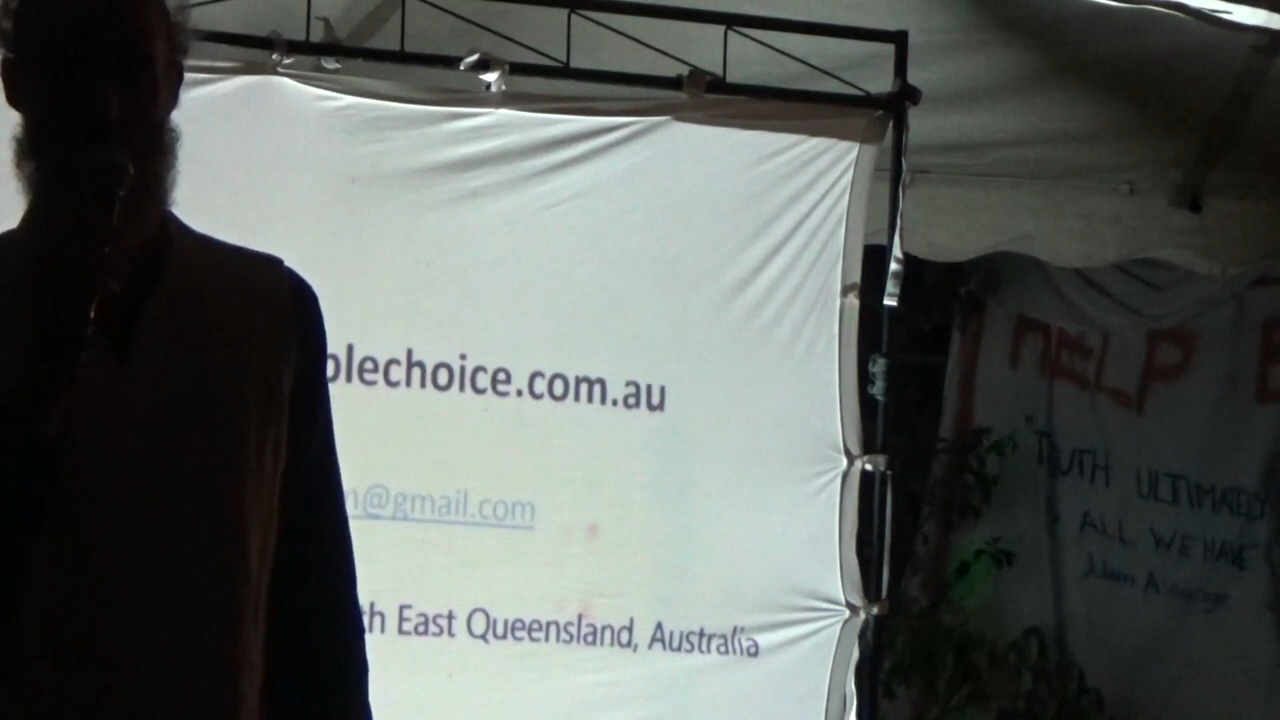 plechoice.com.au
n@gmail.com
th East Queensland, Australia
HELP
TRUTH ULTIMATELY
ALL WE HAVE
Julian Assange